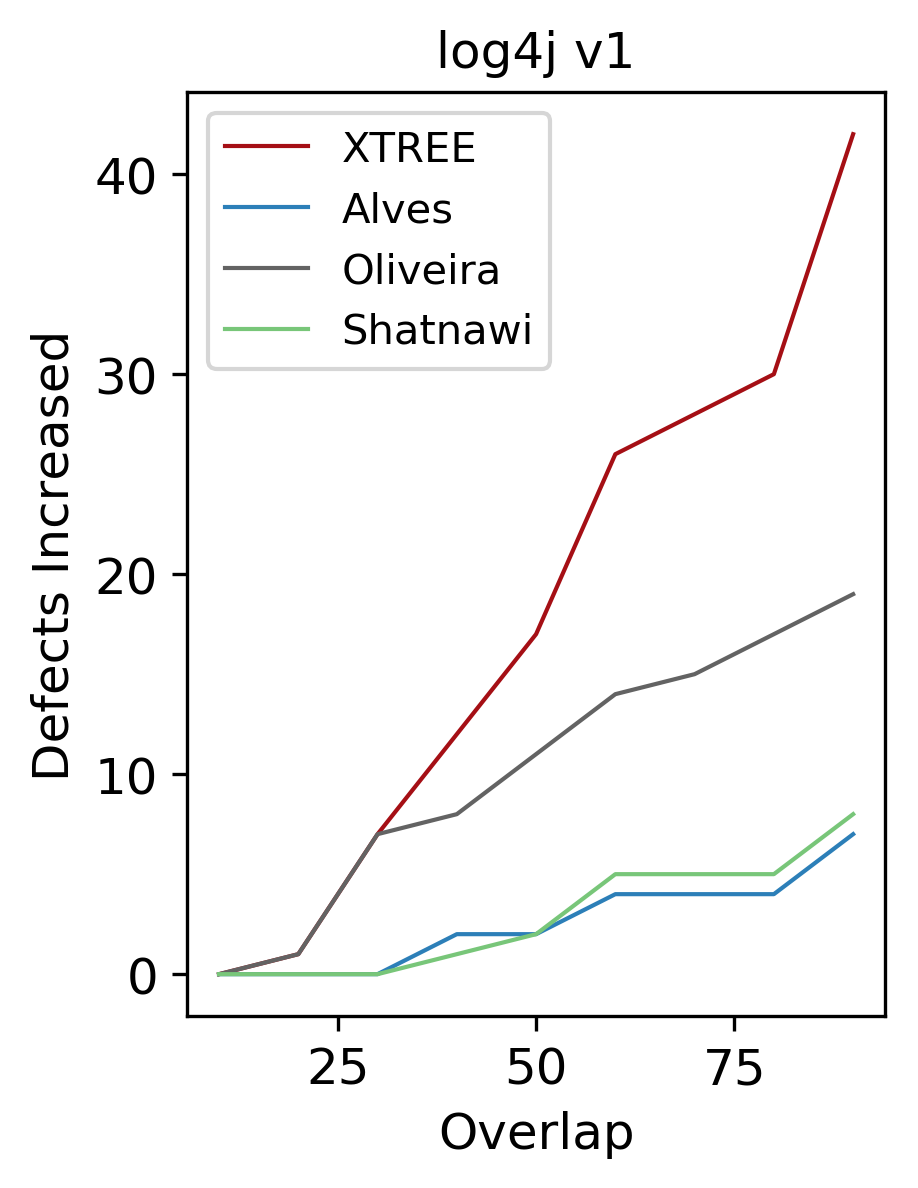 log4j v1
XTREE
Alves
Oliveira
Shatnawi
Defects Increased
40
30
20
10
0
25 50 75
Overlap